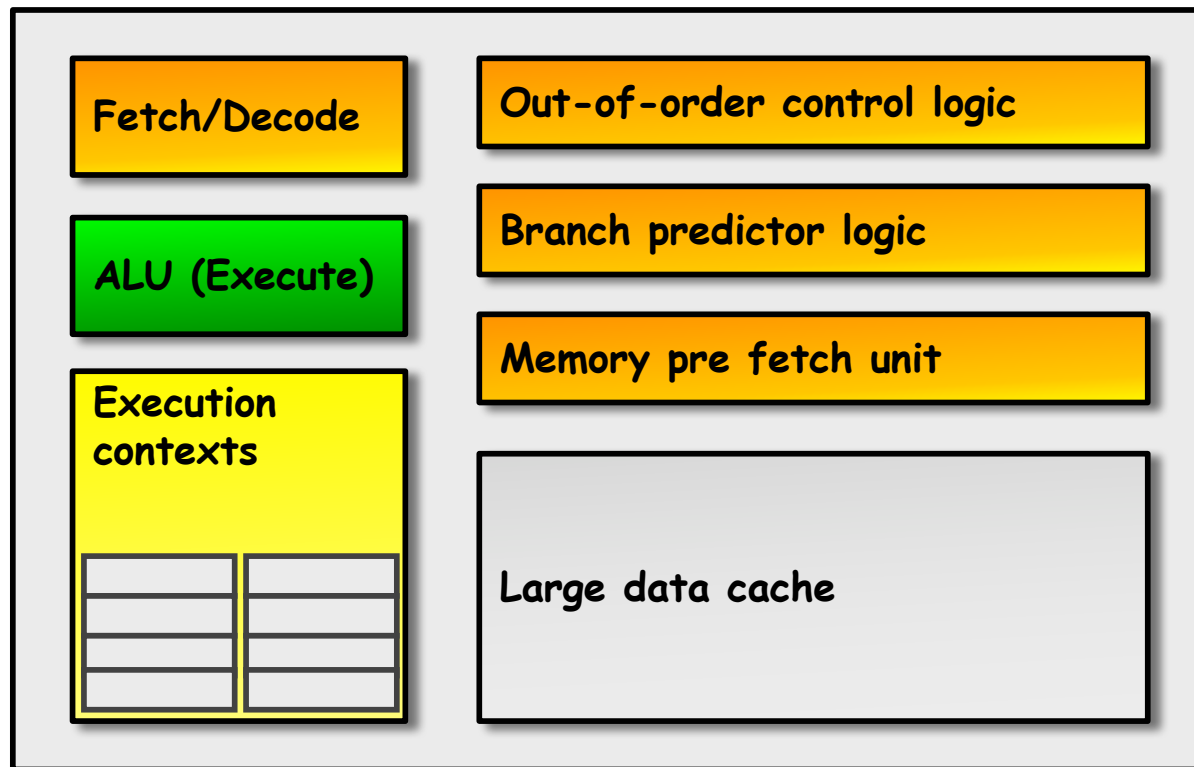 Fetch/Decode
ALU (Execute)
Execution
contexts
Out-of-order control logic
Branch predictor logic
Memory pre fetch unit
Large data cache